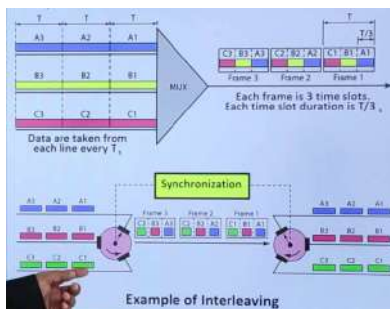 T T T
A3 A2 A1
B3 B2 B1
C3 C2 C1
MUX
T
T/3
C3 B3 A3 C2 B2 A2 C1 B1 A1
Frame 3 Frame 2 Frame 1
Data are taken from
each line every T
Each frame is 3 time slots.
Each time slot duration is T/3
Synchronization
A3 A2 A1
B3 B2 B1
C3 C2 C1
Frame 3 Frame 2 Frame 1
C3 B3 A3 C2 B2 A2 C1 B1 A1
A3 A2 A1
B3 B2 B1
C3 C2 C1
Example of Interleaving